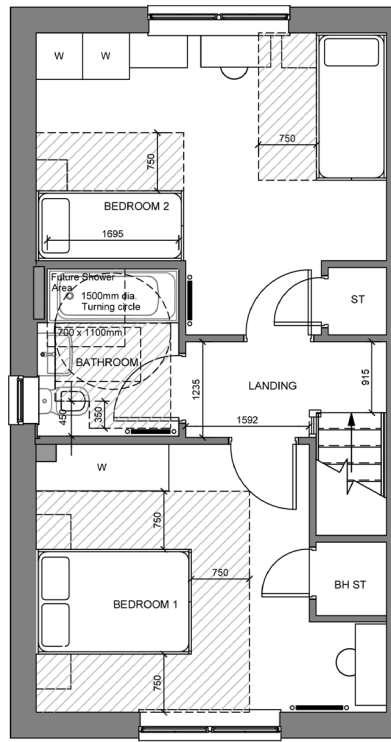 W
W
750
750
BEDROOM 2
1695
Future Shower
Area
1500mm dia.
Turning circle
700 x 1100mm
BATHROOM
ST
LANDING
1235
915
450
350
1592
W
750
750
BEDROOM 1
BH ST
750